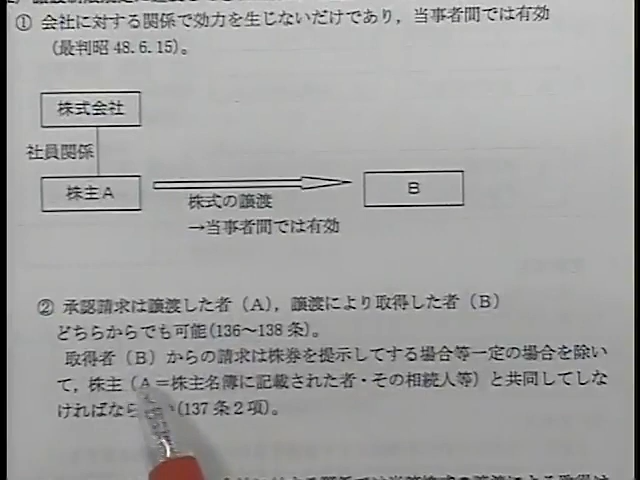 ① 会社に対する関係で効力を生じないだけであり，当事者間では有効
（最判昭48.6.15）。
株式会社
社員関係
株主Ａ
Ｂ
株式の譲渡
→当事者間では有効
② 承認請求は譲渡した者（Ａ），譲渡により取得した者（Ｂ）
どちらからでも可能(136～138条)。
取得者（Ｂ）からの請求は株券を提示してする場合等一定の場合を除い
て，株主（Ａ＝株主名簿に記載された者・その相続人等）と共同してしな
ければなら (137条２項)。